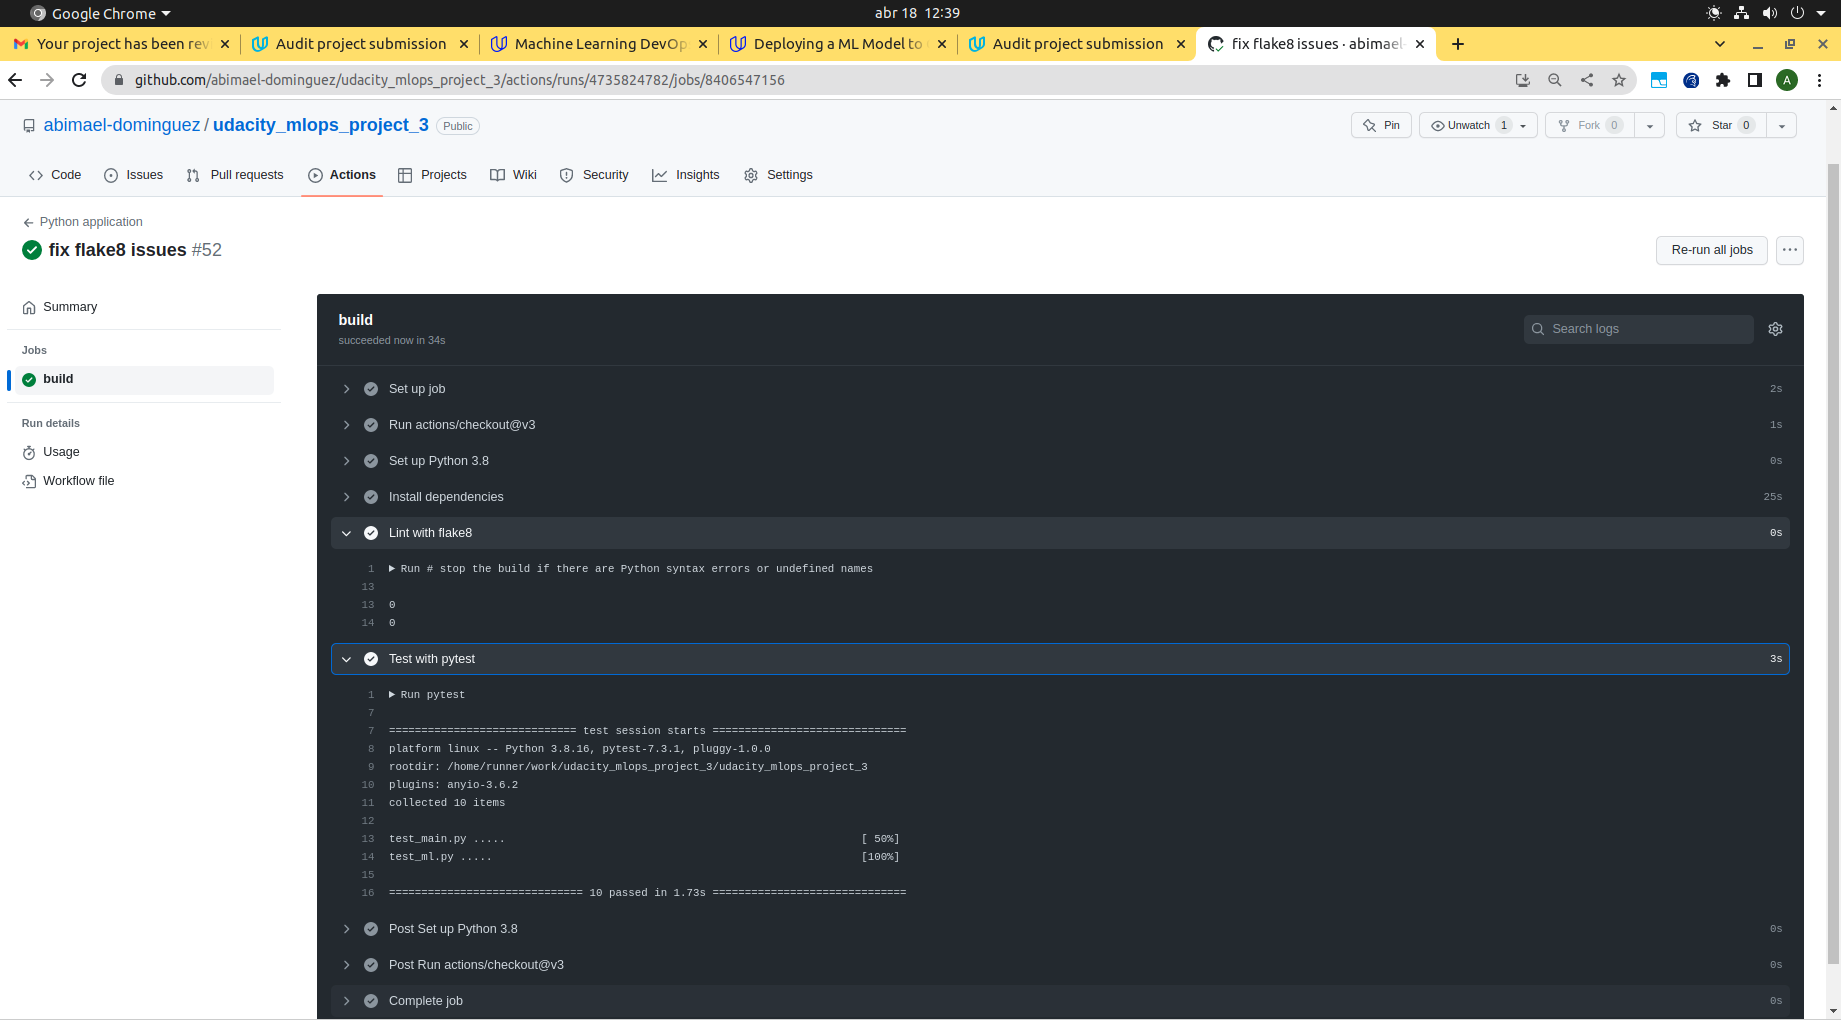 Google Chrome
abr 18 12:39
Your project has been rev
Audit project submission
Machine Learning DevOp
Deploying a ML Model to
Audit project submission
fix flake8 issues · abimael-
github.com/abimael-dominguez/udacity_mlops_project_3/actions/runs/4735824782/jobs/8406547156
A
abimael-dominguez / udacity_mlops_project_3 Public
Pin
Unwatch 1
Fork 0
Star 0
Code
Issues
Pull requests
Actions
Projects
Wiki
Security
Insights
Settings
Python application
fix flake8 issues #52
Re-run all jobs
Summary
Jobs
build
Run details
Usage
Workflow file
build
succeeded now in 34s
Search logs
Set up job 2s
Run actions/checkout@v3 1s
Set up Python 3.8 0s
Install dependencies 25s
Lint with flake8 0s
1 Run # stop the build if there are Python syntax errors or undefined names
13
13 0
14 0
Test with pytest 3s
1 Run pytest
7
7 ============================= test session starts ==============================
8 platform linux -- Python 3.8.16, pytest-7.3.1, pluggy-1.0.0
9 rootdir: /home/runner/work/udacity_mlops_project_3/udacity_mlops_project_3
10 plugins: anyio-3.6.2
11 collected 10 items
12
13 test_main.py ..... [ 50%]
14 test_ml.py ..... [100%]
15
16 ============================== 10 passed in 1.73s ==============================
Post Set up Python 3.8 0s
Post Run actions/checkout@v3 0s
Complete job 0s